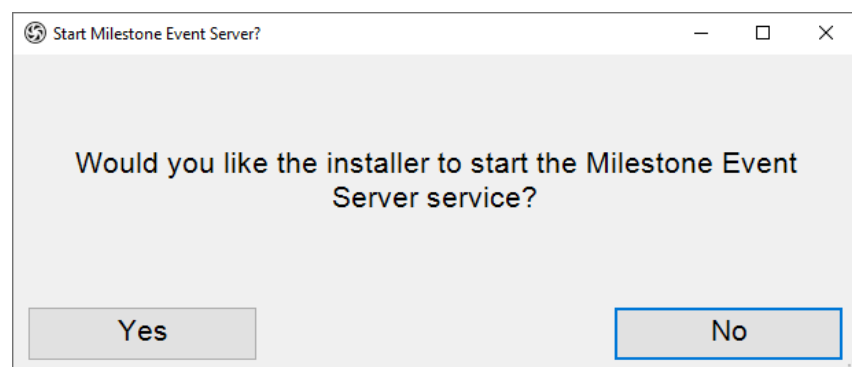 Start Milestone Event Server?
Would you like the installer to start the Milestone Event
Server service?
Yes
No